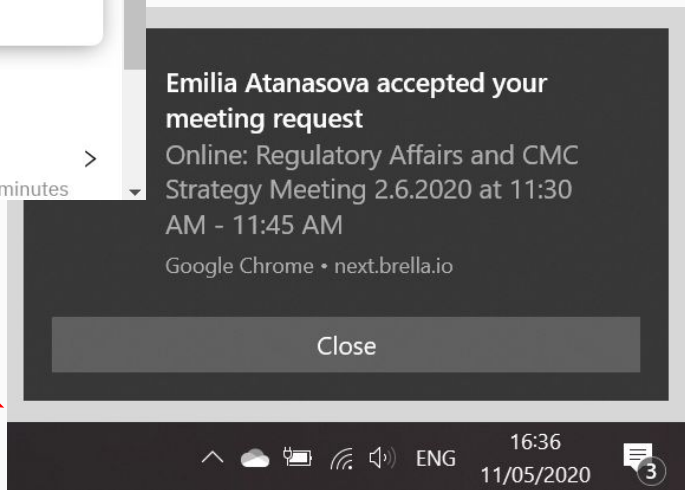 Emilia Atanasova accepted your
meeting request
Online: Regulatory Affairs and CMC
Strategy Meeting 2.6.2020 at 11:30
AM - 11:45 AM
Google Chrome • next.brella.io
>
minutes
Close
ENG
16:36
11/05/2020
3